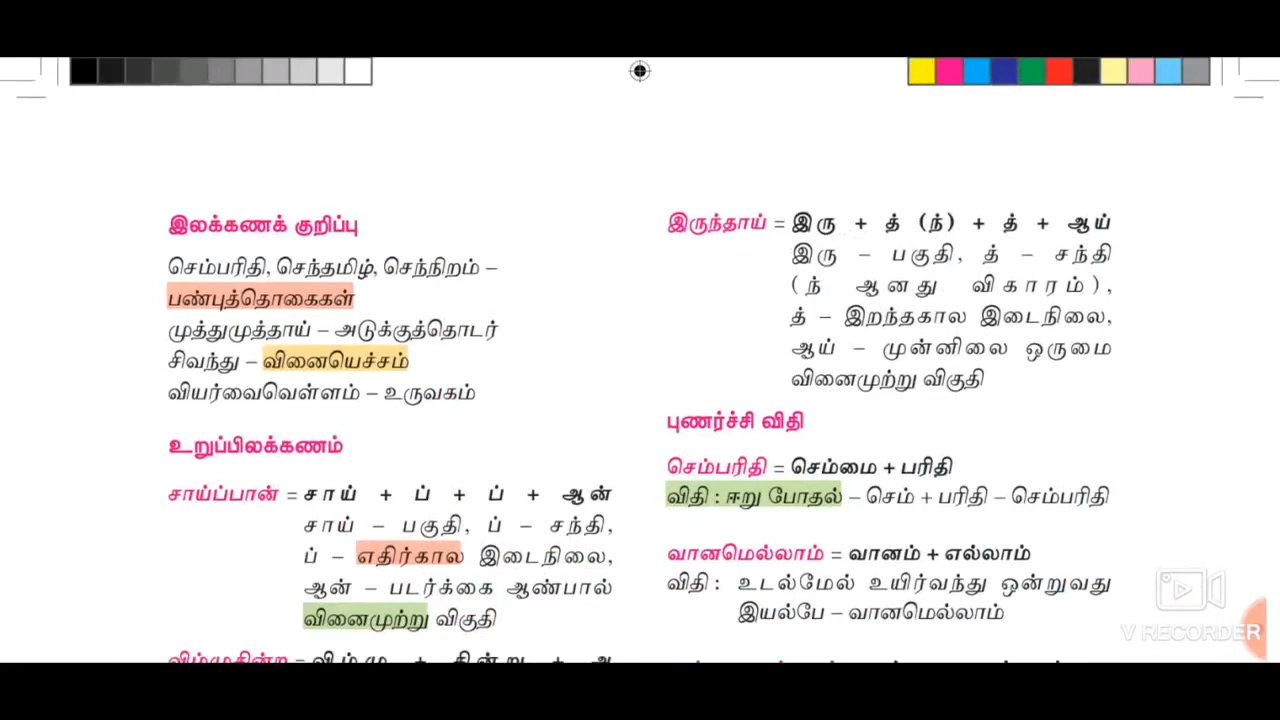 இலக்கணக் குறிப்பு
செம்பரிதி, செந்தமிழ், செந்நிறம் –
பண்புத்தொகைகள்
முத்துமுத்தாய் – அடுக்குத்தொடர்
சிவந்து – வினையெச்சம்
வியர்வைவெள்ளம் – உருவகம்
உறுப்பிலக்கணம்
சாய்ப்பான் = சாய் + ப் + ப் + ஆன்
சாய் – பகுதி, ப் – சந்தி,
ப் – எதிர்கால இடைநிலை,
ஆன் – படர்க்கை ஆண்பால்
வினைமுற்று விகுதி
விம்முகின்ற = விம்மு + கின்று + அ
இருந்தாய் = இரு + த் (ந்) + த் + ஆய்
இரு – பகுதி, த் – சந்தி
(ந் ஆனது விகாரம்),
த் – இறந்தகால இடைநிலை,
ஆய் – முன்னிலை ஒருமை
வினைமுற்று விகுதி
புணர்ச்சி விதி
செம்பரிதி = செம்மை + பரிதி
விதி : ஈறு போதல் – செம் + பரிதி – செம்பரிதி
வானமெல்லாம் = வானம் + எல்லாம்
விதி : உடல்மேல் உயிர்வந்து ஒன்றுவது
இயல்பே – வானமெல்லாம்
V RECORDER